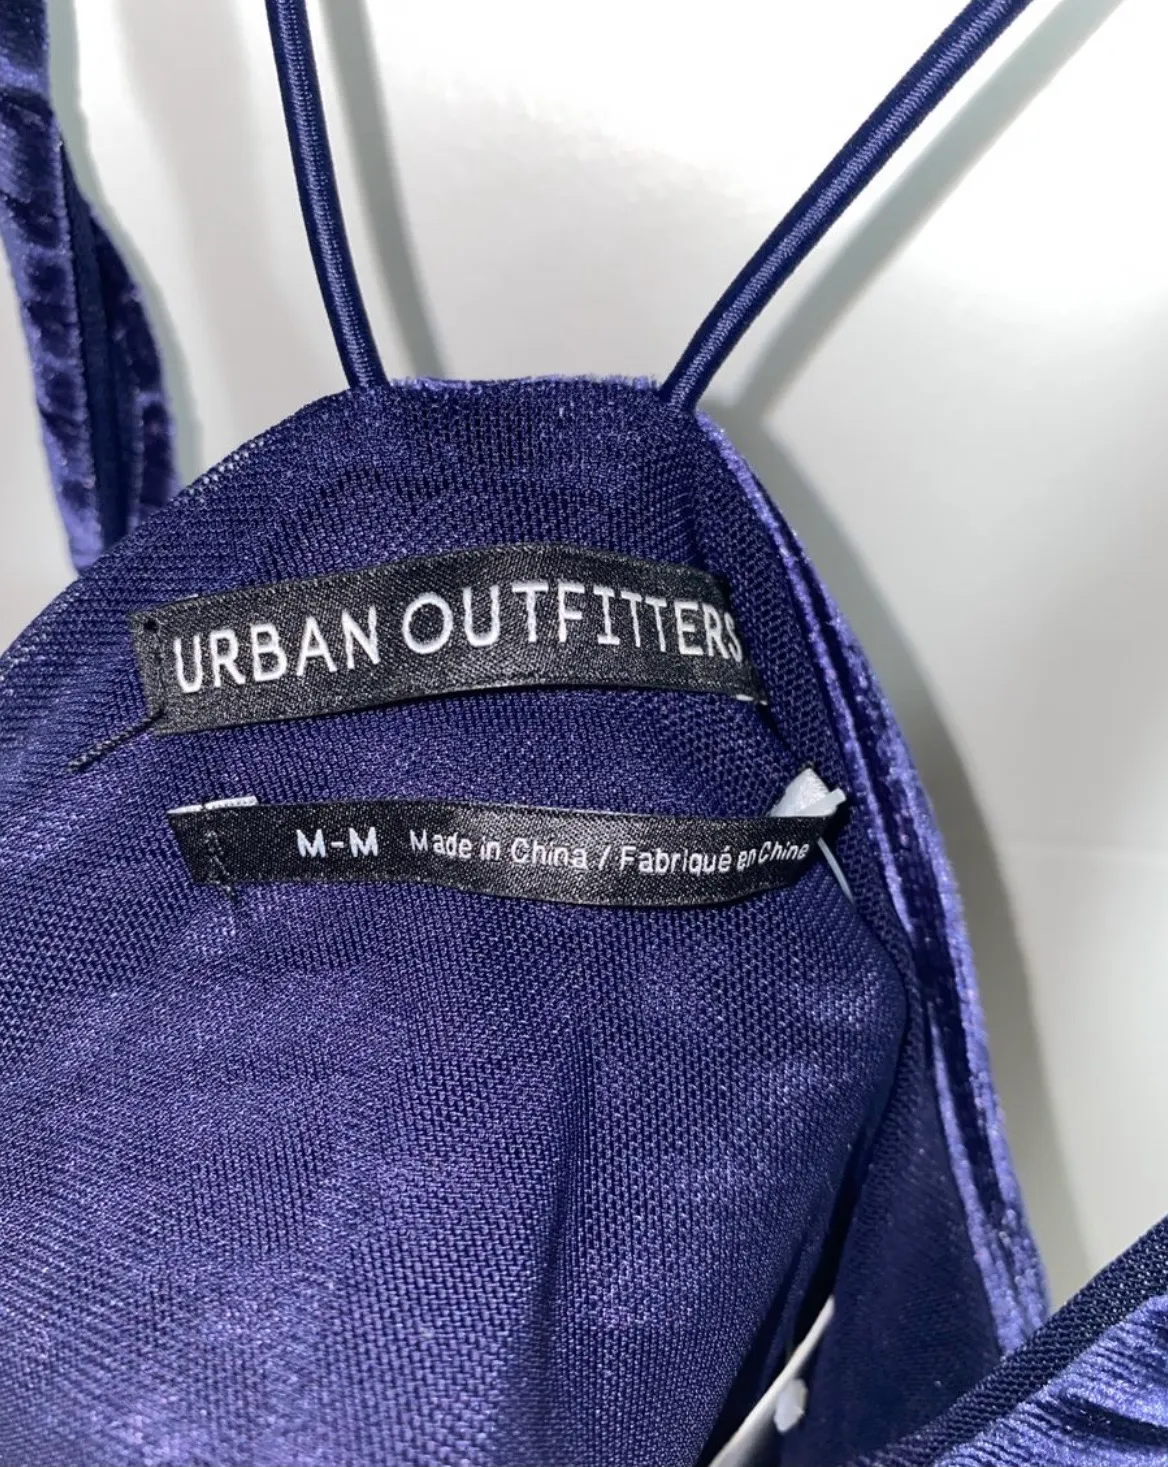 URBAN OUTFITTERS
M-M Made in China / Fabriqué en Chine